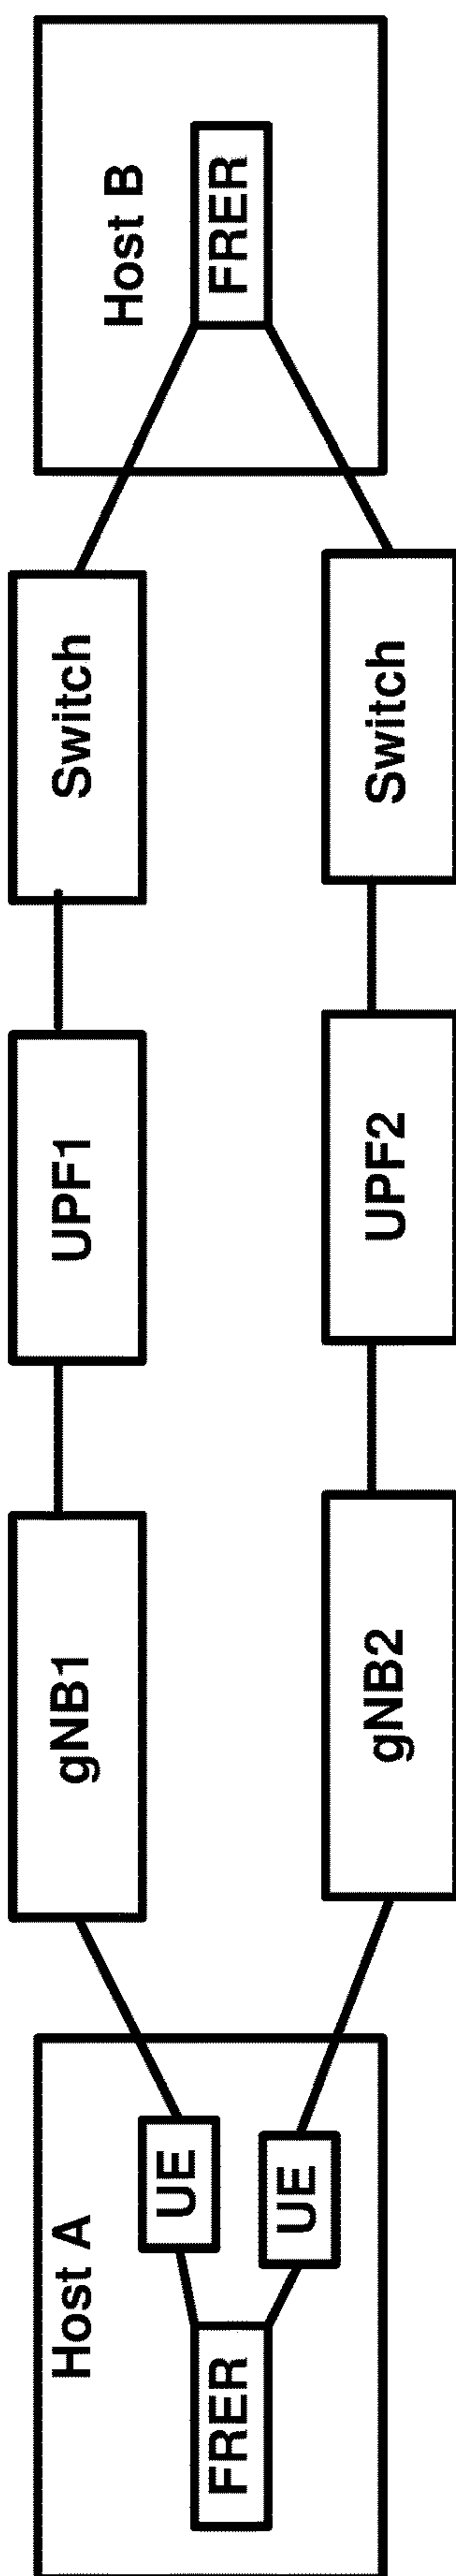 Host A
FRER
UE
UE
gNB1
gNB2
UPF1
UPF2
Switch
Switch
Host B
FRER